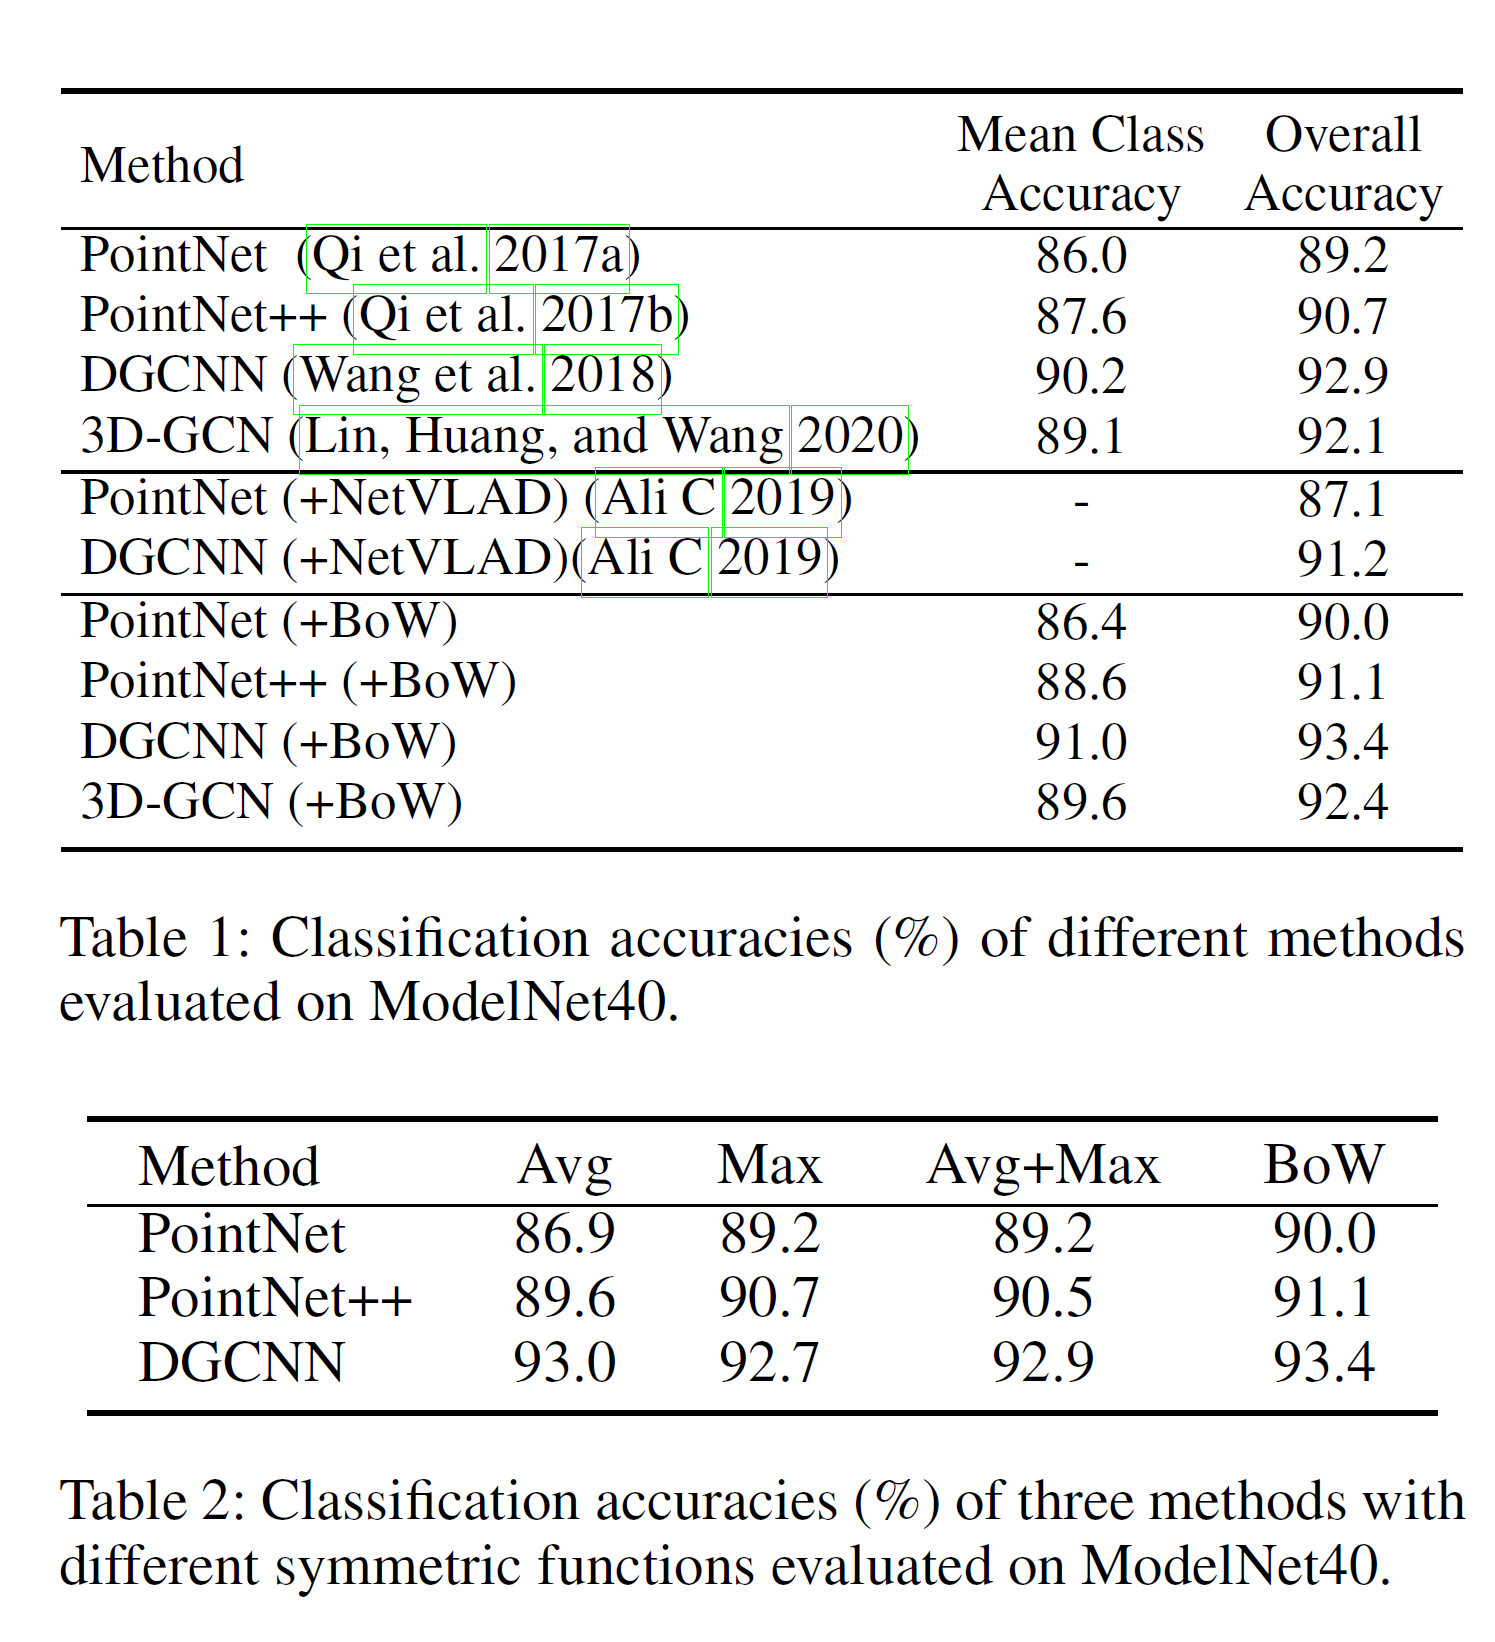 Method Mean Class Accuracy Overall Accuracy
PointNet (Qi et al. 2017a) 86.0 89.2
PointNet++ (Qi et al. 2017b) 87.6 90.7
DGCNN (Wang et al. 2018) 90.2 92.9
3D-GCN (Lin, Huang, and Wang 2020) 89.1 92.1
PointNet (+NetVLAD) (Ali C 2019) - 87.1
DGCNN (+NetVLAD)(Ali C 2019) - 91.2
PointNet (+BoW) 86.4 90.0
PointNet++ (+BoW) 88.6 91.1
DGCNN (+BoW) 91.0 93.4
3D-GCN (+BoW) 89.6 92.4
Table 1: Classification accuracies (%) of different methods
evaluated on ModelNet40.
Method Avg Max Avg+Max BoW
PointNet 86.9 89.2 89.2 90.0
PointNet++ 89.6 90.7 90.5 91.1
DGCNN 93.0 92.7 92.9 93.4
Table 2: Classification accuracies (%) of three methods with
different symmetric functions evaluated on ModelNet40.